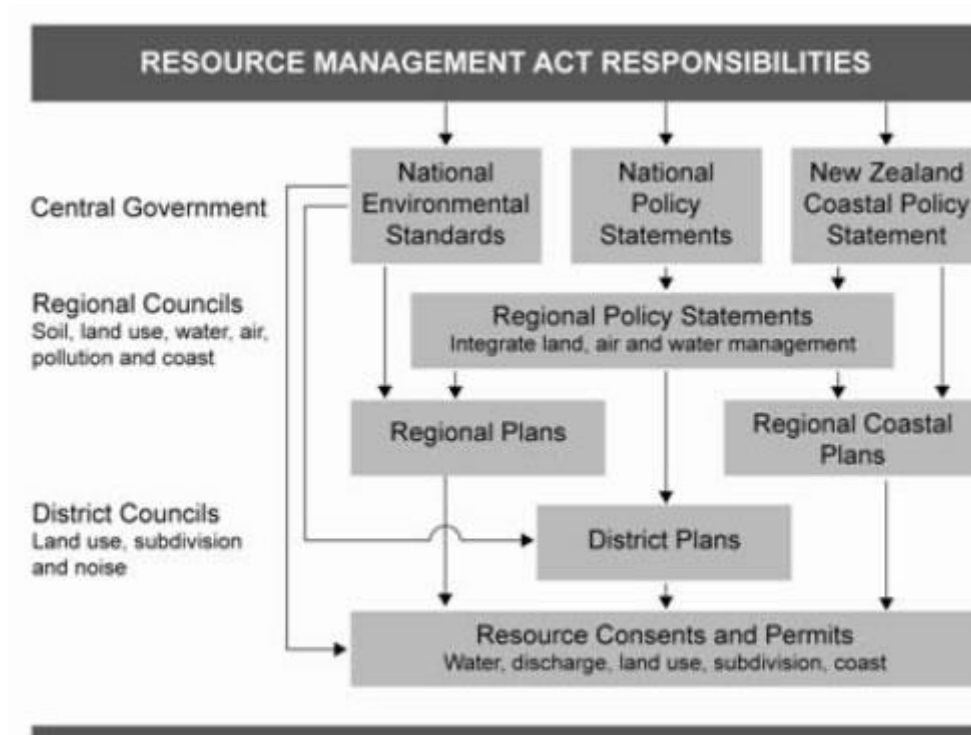 RESOURCE MANAGEMENT ACT RESPONSIBILITIES
Central Government
National
Environmental
Standards
National
Policy
Statements
New Zealand
Coastal Policy
Statement
Regional Councils
Soil, land use, water, air,
pollution and coast
Regional Policy Statements
Integrate land, air and water management
Regional Plans
Regional Coastal
Plans
District Councils
Land use, subdivision
and noise
District Plans
Resource Consents and Permits
Water, discharge, land use, subdivision, coast